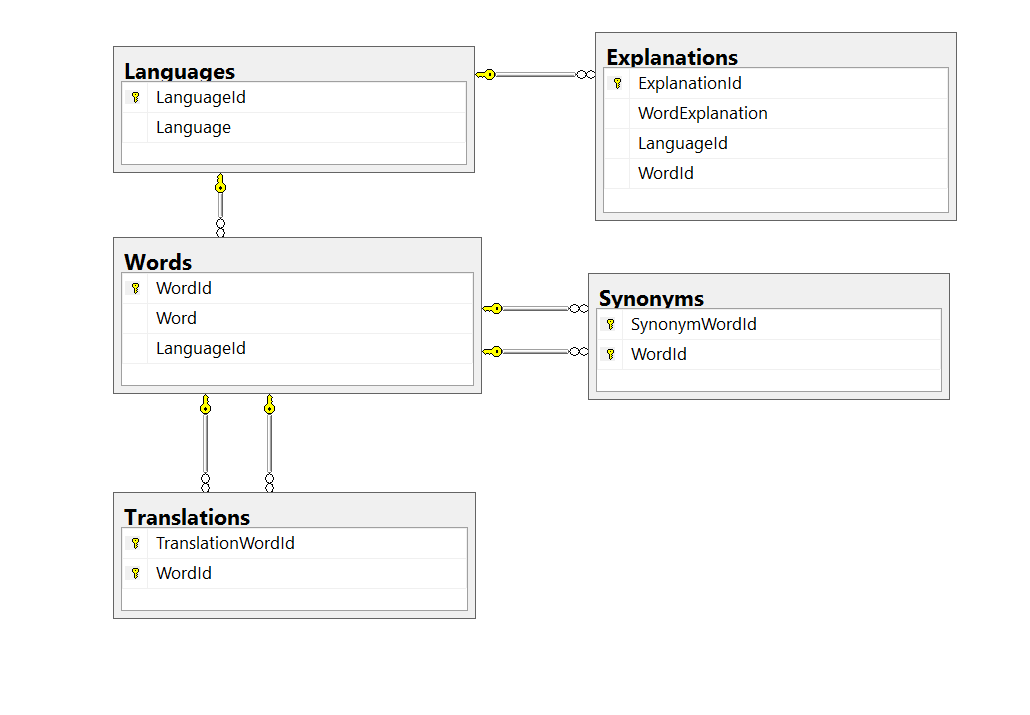 Languages
LanguageId
Language
Explanations
ExplanationId
WordExplanation
LanguageId
WordId
Words
WordId
Word
LanguageId
Synonyms
SynonymWordId
WordId
Translations
TranslationWordId
WordId